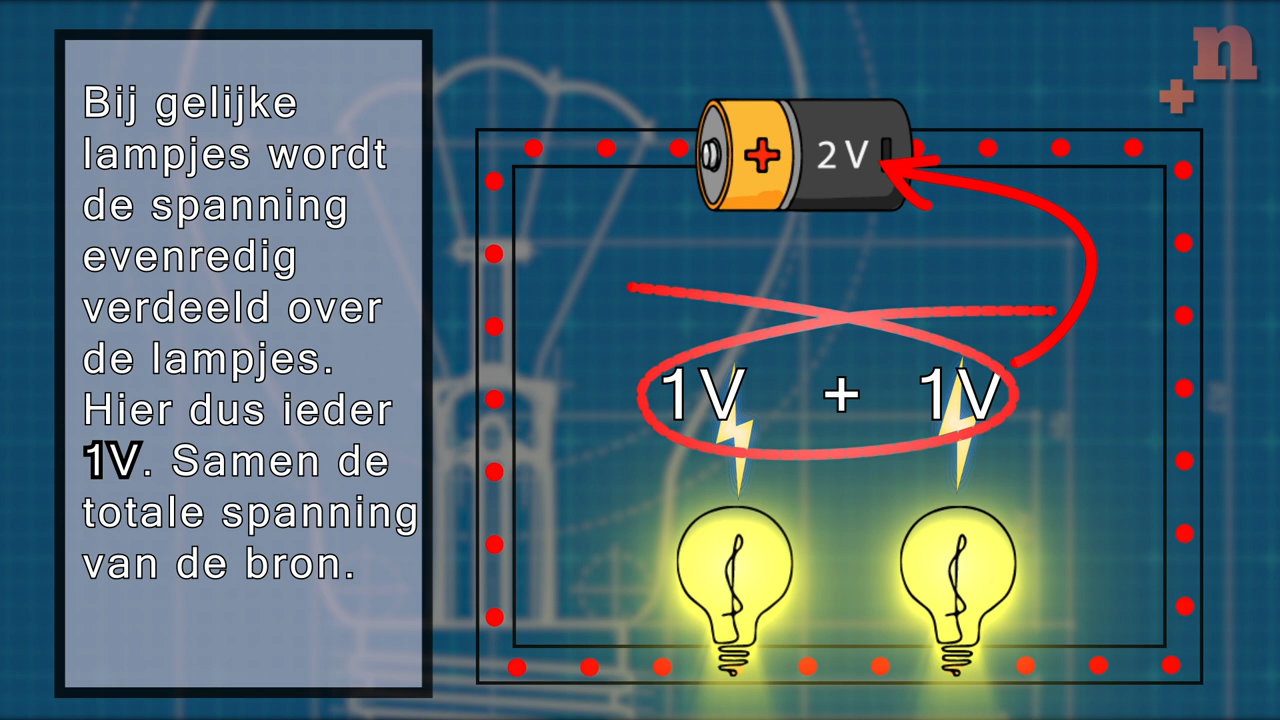 Bij gelijke
lampjes wordt
de spanning
evenredig
verdeeld over
de lampjes.
Hier dus ieder
1V. Samen de
totale spanning
van de bron.
2V
1V + 1V
n
+